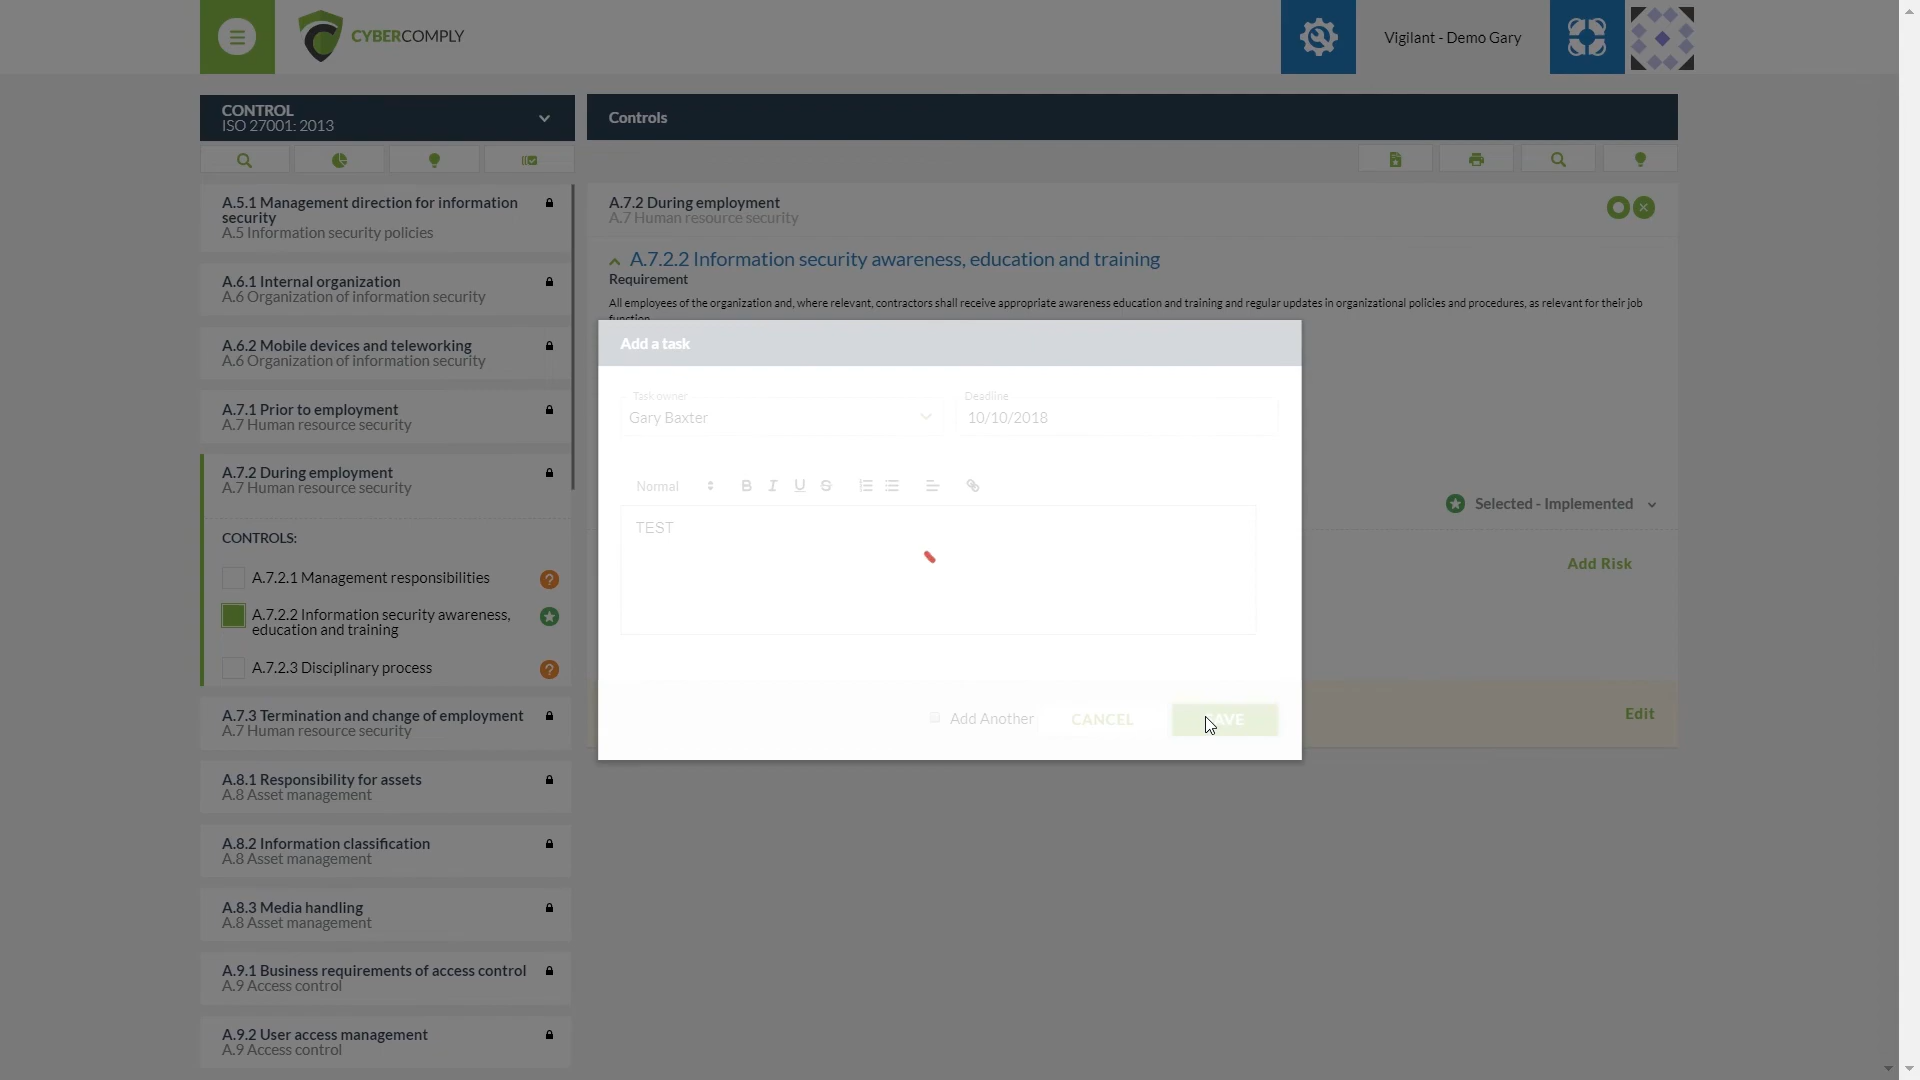 CYBERCOMPLY
Vigilant - Demo Gary
CONTROL
ISO 27001: 2013
Controls
A.5.1 Management direction for information
security
A.5 Information security policies
A.6.1 Internal organization
A.6 Organization of information security
A.6.2 Mobile devices and teleworking
A.6 Organization of information security
A.7.1 Prior to employment
A.7 Human resource security
A.7.2 During employment
A.7 Human resource security
CONTROLS:
A.7.2.1 Management responsibilities
A.7.2.2 Information security awareness,
education and training
A.7.2.3 Disciplinary process
A.7.3 Termination and change of employment
A.7 Human resource security
A.8.1 Responsibility for assets
A.8 Asset management
A.8.2 Information classification
A.8 Asset management
A.8.3 Media handling
A.8 Asset management
A.9.1 Business requirements of access control
A.9 Access control
A.9.2 User access management
A.9 Access control
A.7.2 During employment
A.7 Human resource security
A.7.2.2 Information security awareness, education and training
Requirement
All employees of the organization and, where relevant, contractors shall receive appropriate awareness education and training and regular updates in organizational policies and procedures, as relevant for their job
function
Add a task
Task owner
Deadline
Gary Baxter
10/10/2018
Normal
TEST
Add Another
CANCEL
SAVE
Selected - Implemented
Add Risk
Edit